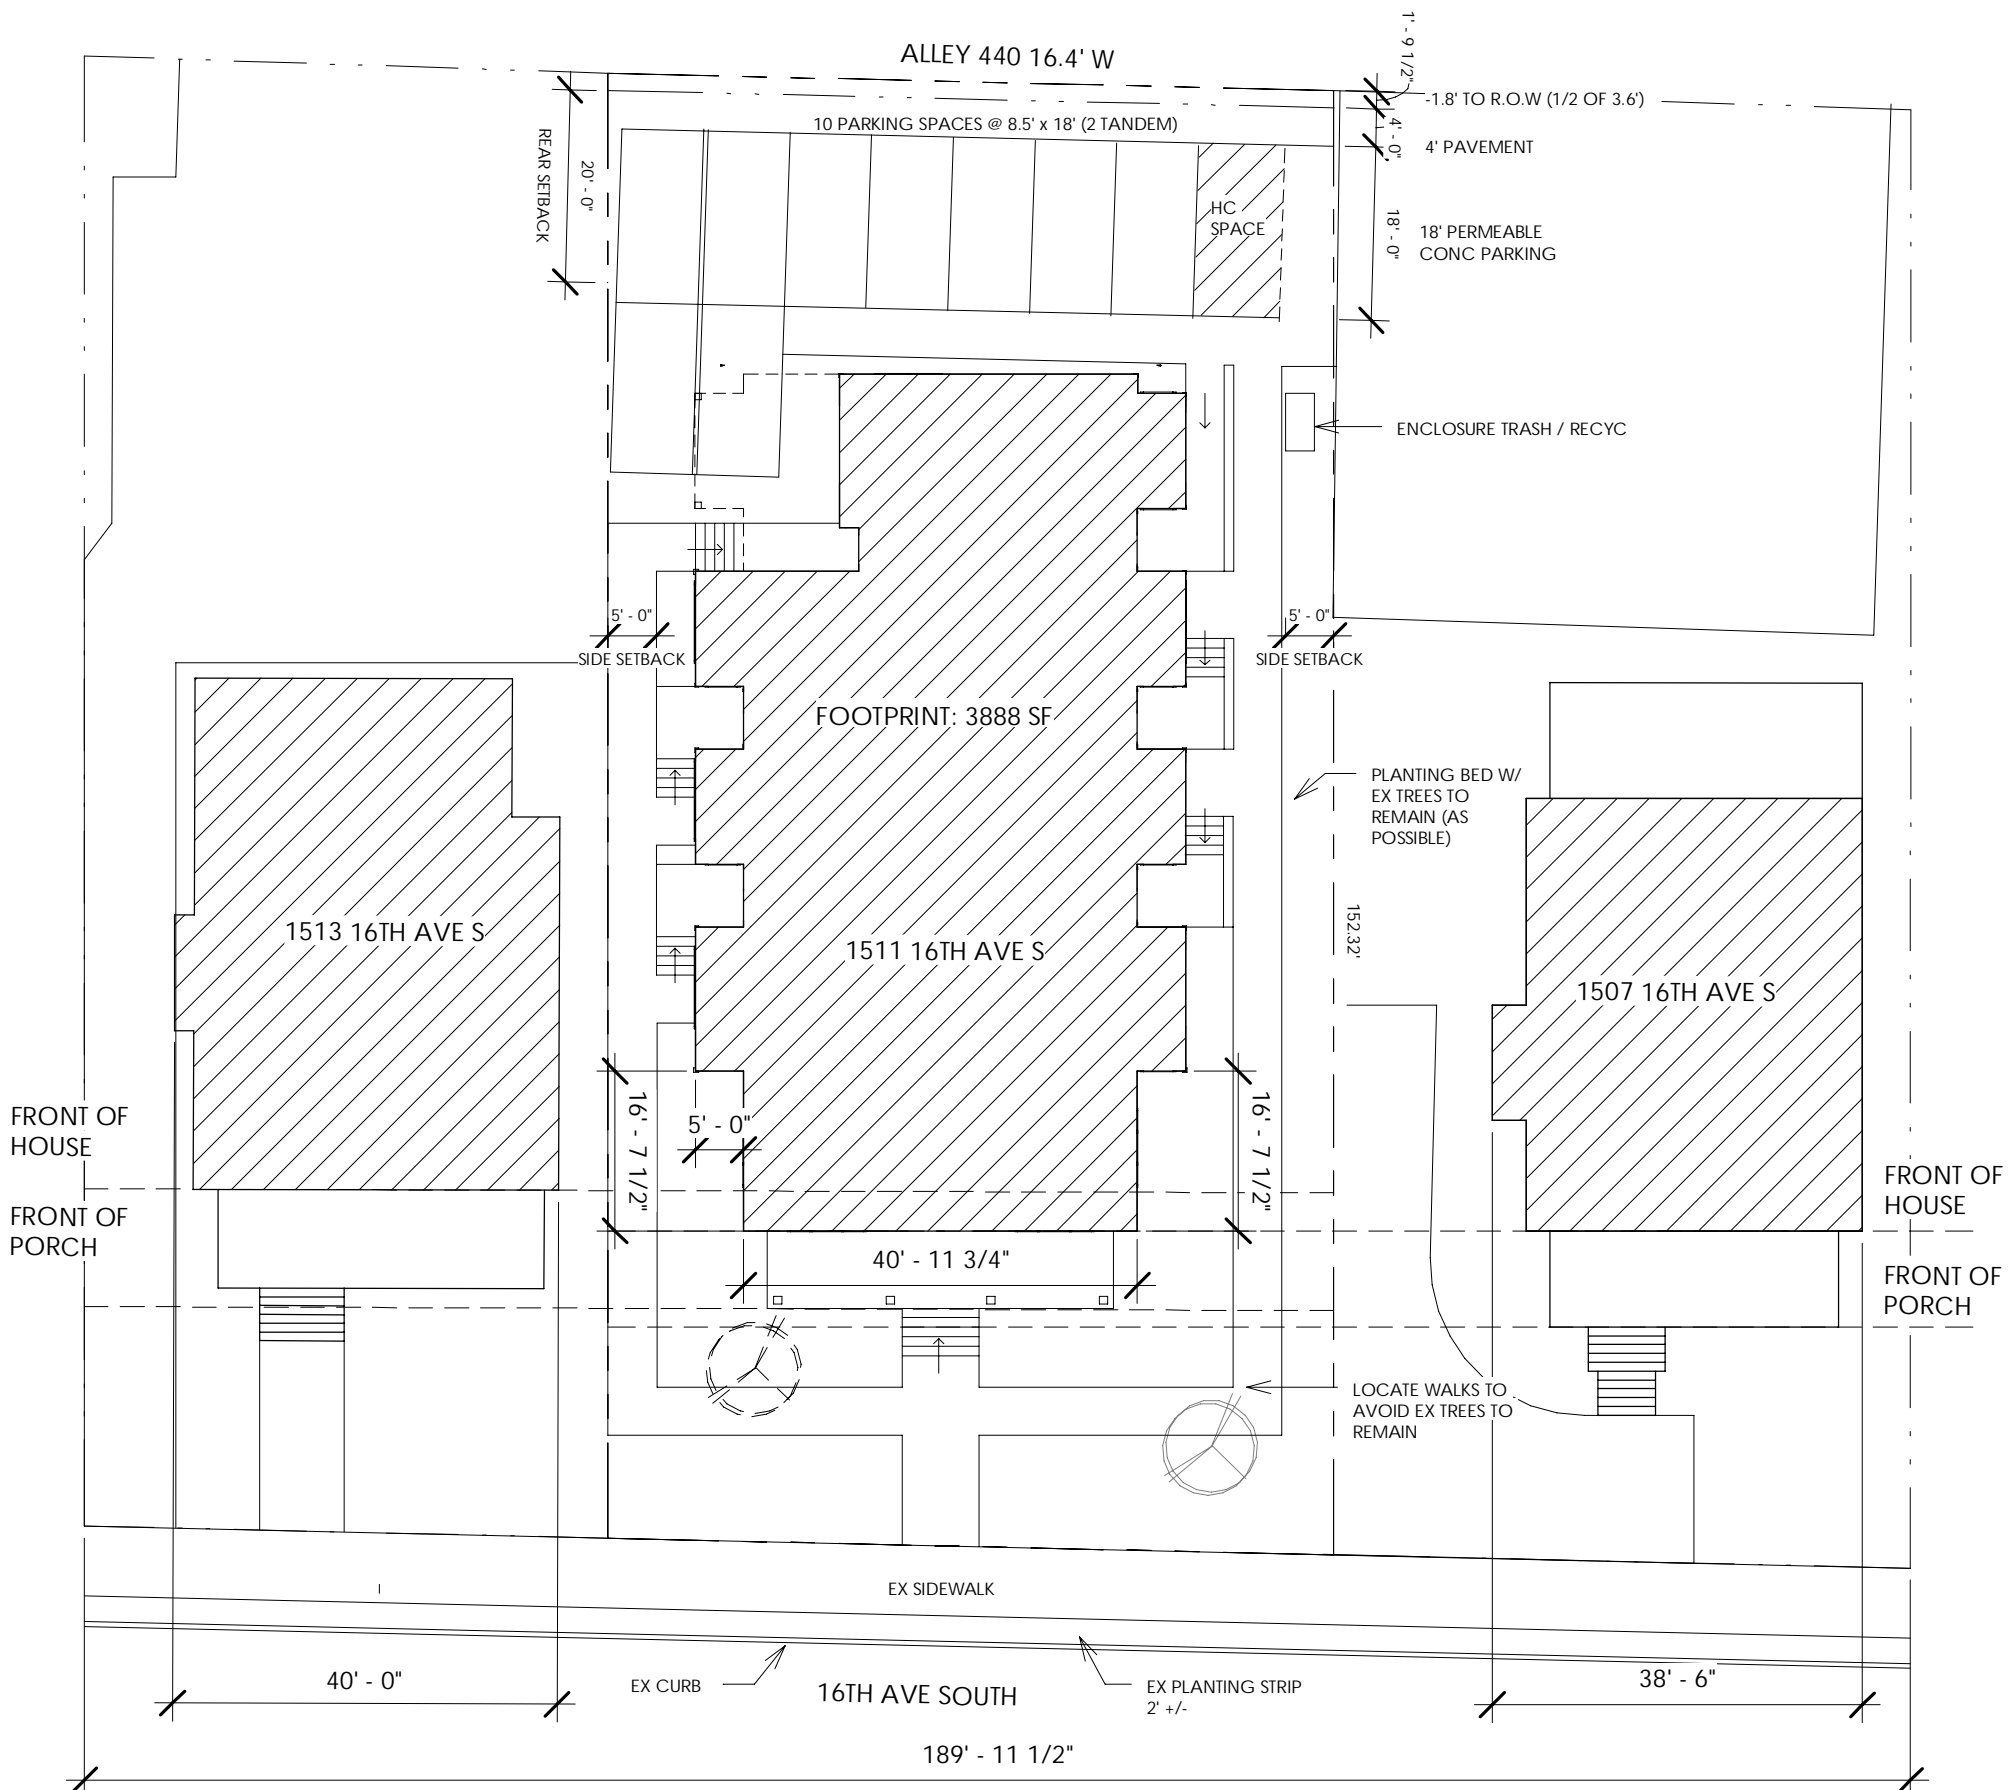 ALLEY 440 16.4' W
1' - 9 1/2"
-1.8' TO R.O.W (1/2 OF 3.6')
10 PARKING SPACES @ 8.5' x 18' (2 TANDEM)
4' - 0"
4' PAVEMENT
REAR SETBACK
20' - 0"
HC
SPACE
18' - 0"
18' PERMEABLE
CONC PARKING
ENCLOSURE TRASH / RECYC
5' - 0"
SIDE SETBACK
5' - 0"
SIDE SETBACK
FOOTPRINT: 3888 SF
PLANTING BED W/
EX TREES TO
REMAIN (AS
POSSIBLE)
152.32'
1513 16TH AVE S
1511 16TH AVE S
1507 16TH AVE S
FRONT OF
HOUSE
FRONT OF
PORCH
16' - 7 1/2"
5' - 0"
16' - 7 1/2"
FRONT OF
HOUSE
FRONT OF
PORCH
40' - 11 3/4"
LOCATE WALKS TO
AVOID EX TREES TO
REMAIN
EX SIDEWALK
40' - 0"
EX CURB
16TH AVE SOUTH
EX PLANTING STRIP
2' +/-
38' - 6"
189' - 11 1/2"